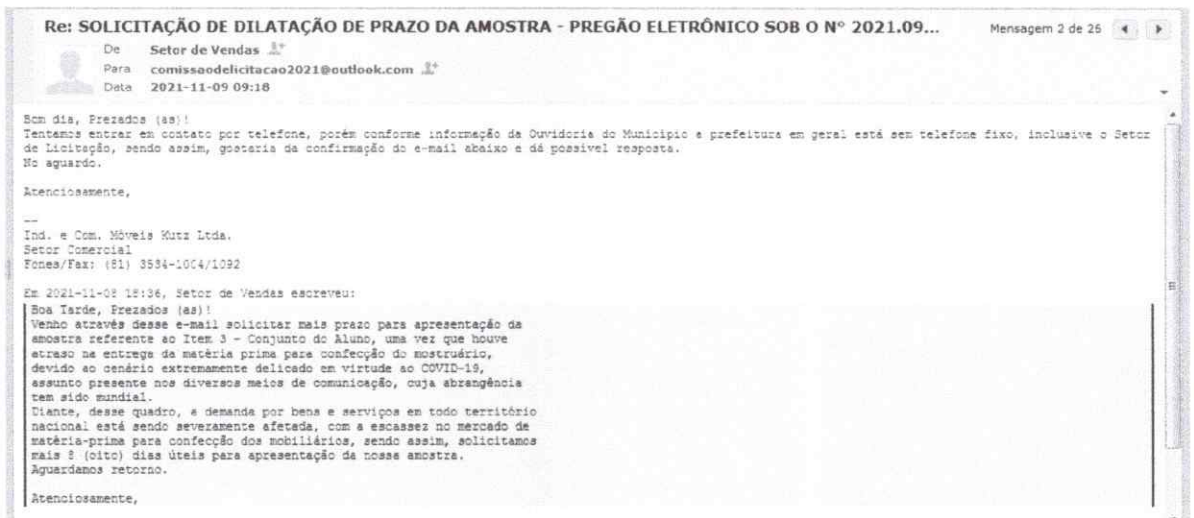 Re: SOLICITAÇÃO DE DILATAÇÃO DE PRAZO DA AMOSTRA - PREGÃO ELETRÔNICO SOB O Nº 2021.09...
Mensagem 2 de 26
De Setor de Vendas
Para comissaodelicitacao2021@outlook.com
Data 2021-11-09 09:18
Bom dia, Prezados (as)!
Tentamos entrar em contato por telefone, porém conforme informação da Ouvidoria do Município a prefeitura em geral está sem telefone fixo, inclusive o Setor
de Licitação, sendo assim, gostaria da confirmação do e-mail abaixo e dá possivel resposta.
No aguardo.
Atenciosamente,
--
Ind. e Com. Móveis Kutz Ltda.
Setor Comercial
Fones/Fax: (81) 3534-1004/1092
Em 2021-11-08 18:36, Setor de Vendas escreveu:
Boa Tarde, Prezados (as)!
Venho através desse e-mail solicitar mais prazo para apresentação da
amostra referente ao Item 3 - Conjunto do Aluno, uma vez que houve
atraso na entrega da matéria prima para confecção do mostruário,
devido ao cenário extremamente delicado em virtude ao COVID-19,
assunto presente nos diversos meios de comunicação, cuja abrangência
tem sido mundial.
Diante, desse quadro, a demanda por bens e serviços em todo território
nacional está sendo severamente afetada, com a escassez no mercado de
matéria-prima para confecção dos mobiliários, sendo assim, solicitamos
mais 8 (oito) dias úteis para apresentação da nossa amostra.
Aguardamos retorno.
Atenciosamente,